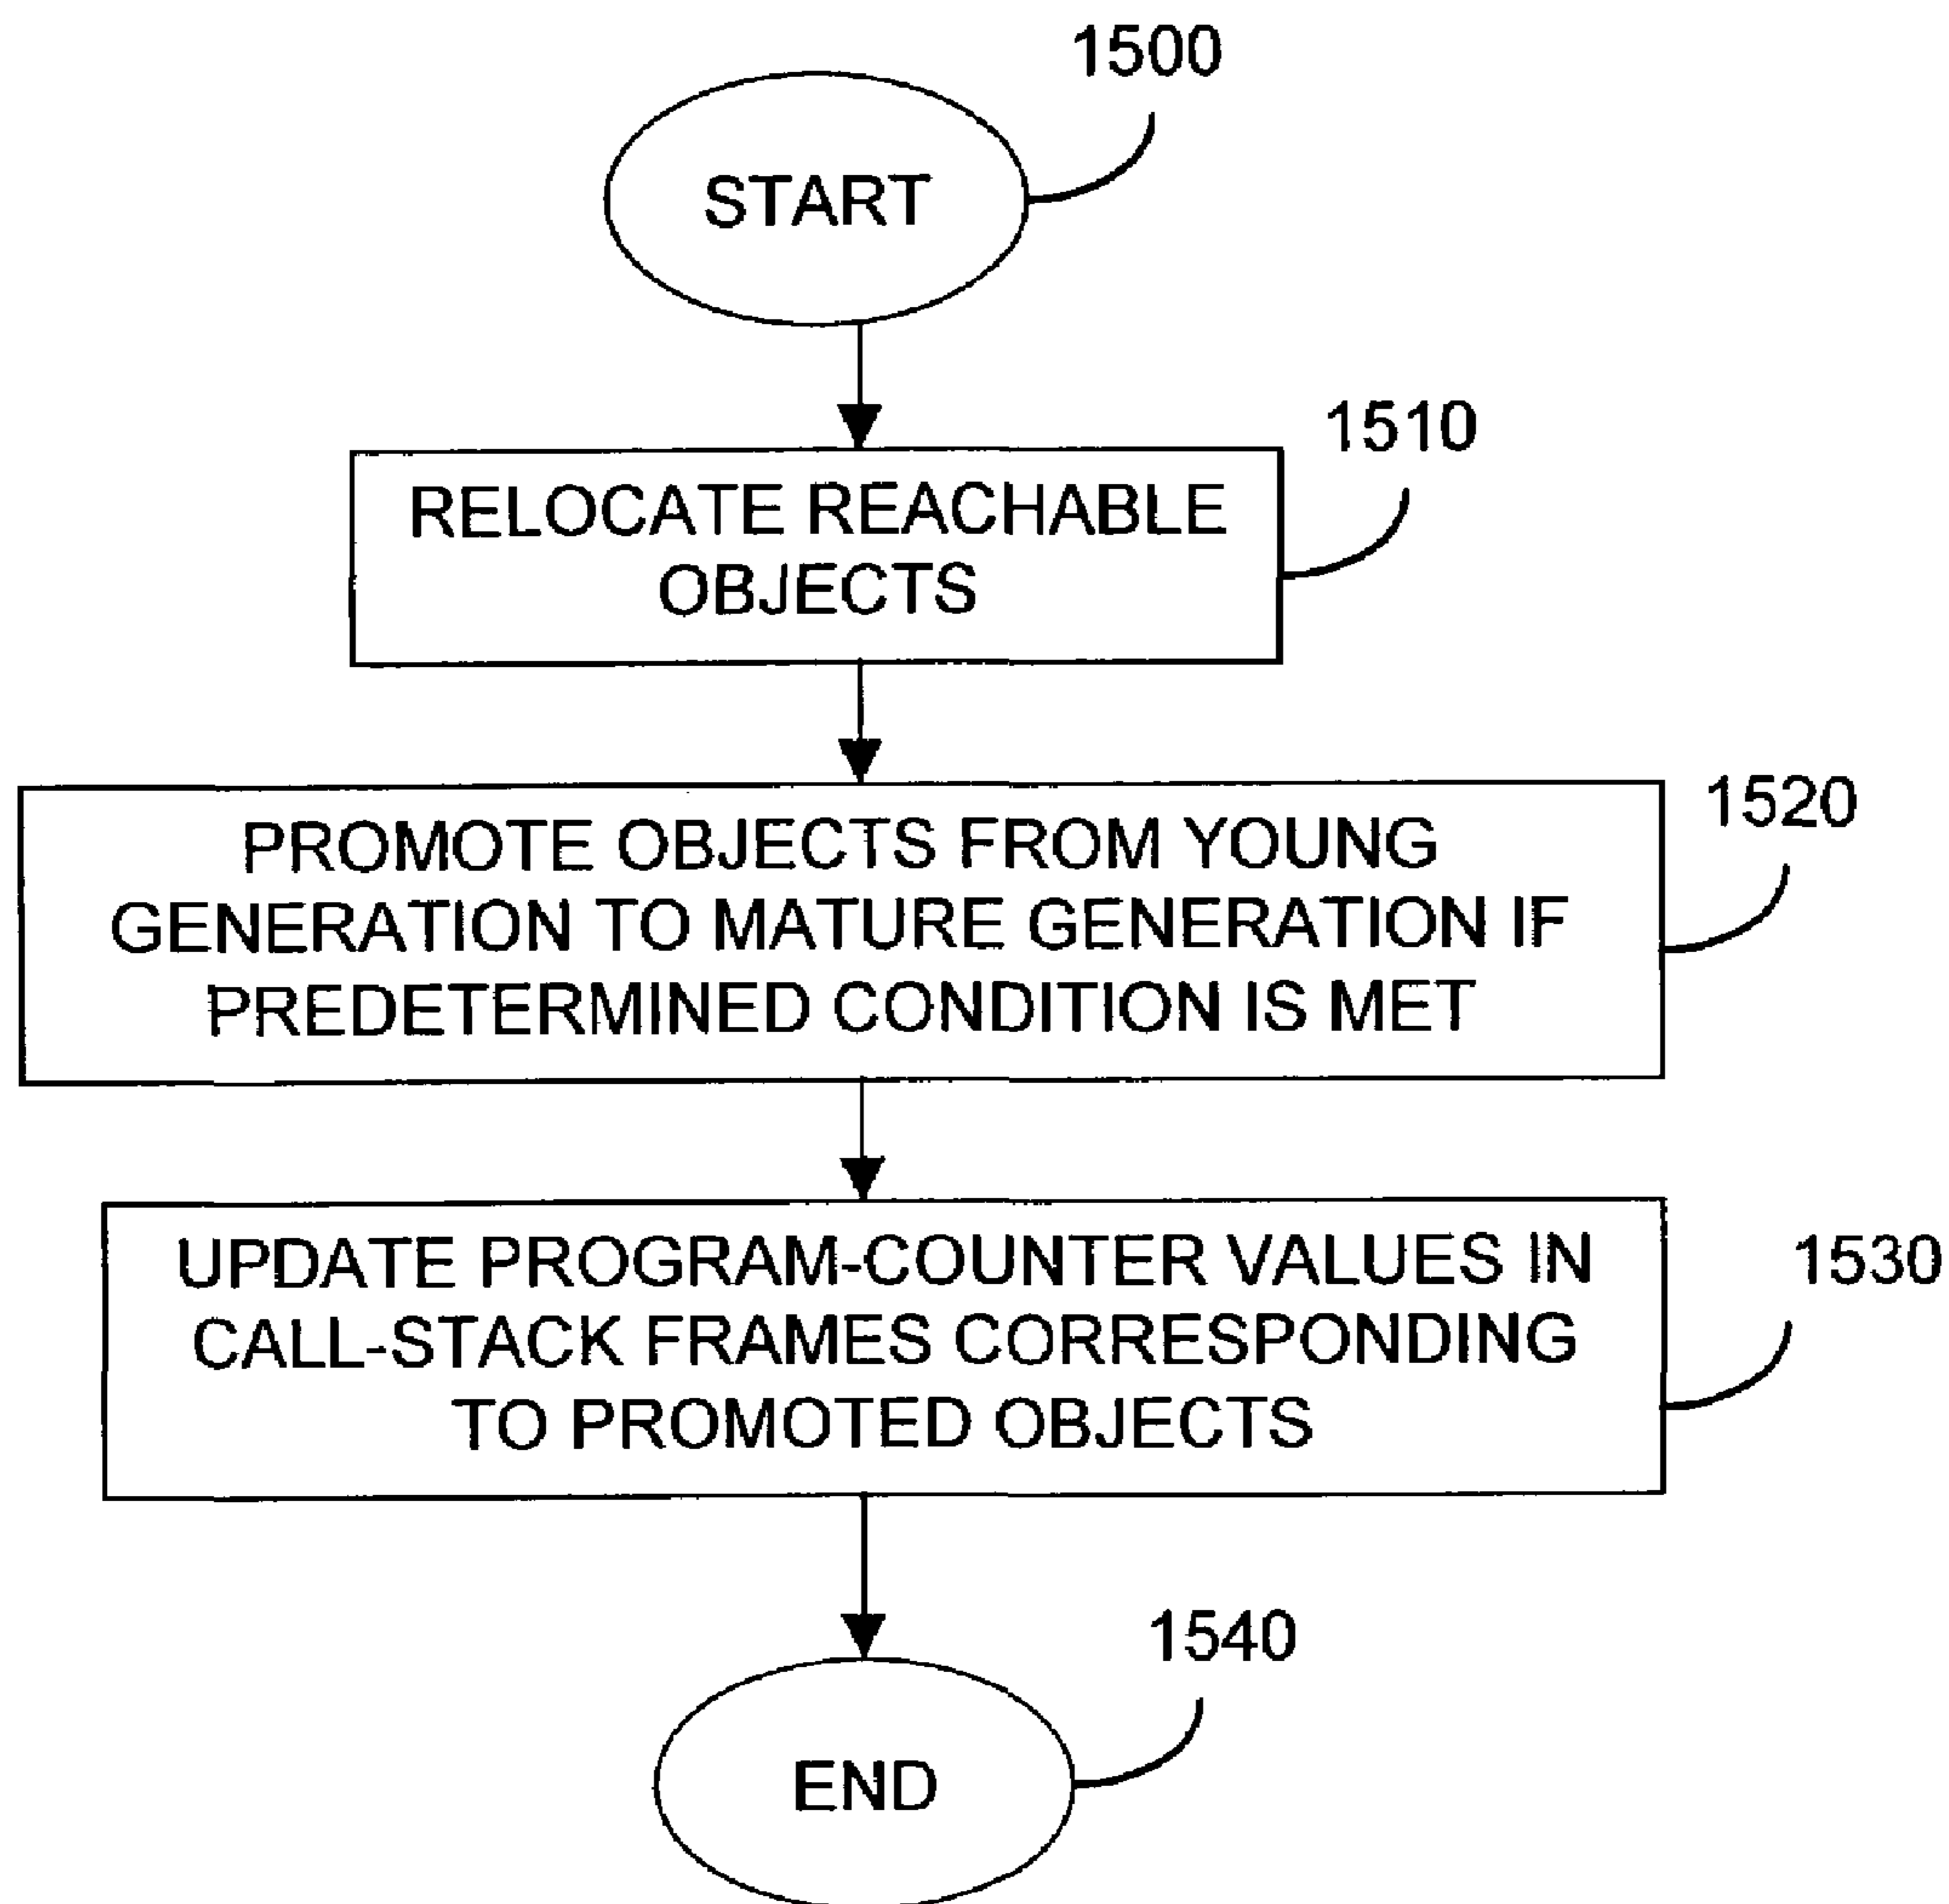 1500
START
1510
RELOCATE REACHABLE
OBJECTS
1520
PROMOTE OBJECTS FROM YOUNG
GENERATION TO MATURE GENERATION IF
PREDETERMINED CONDITION IS MET
1530
UPDATE PROGRAM-COUNTER VALUES IN
CALL-STACK FRAMES CORRESPONDING
TO PROMOTED OBJECTS
1540
END